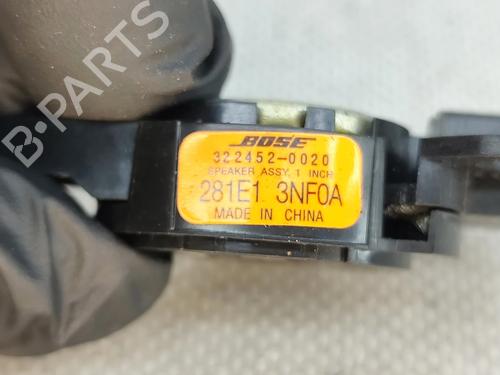 BOSE
322452-0020
SPEAKER ASSY, 1 INCH
281E1 3NF0A
MADE IN CHINA
B-PARTS